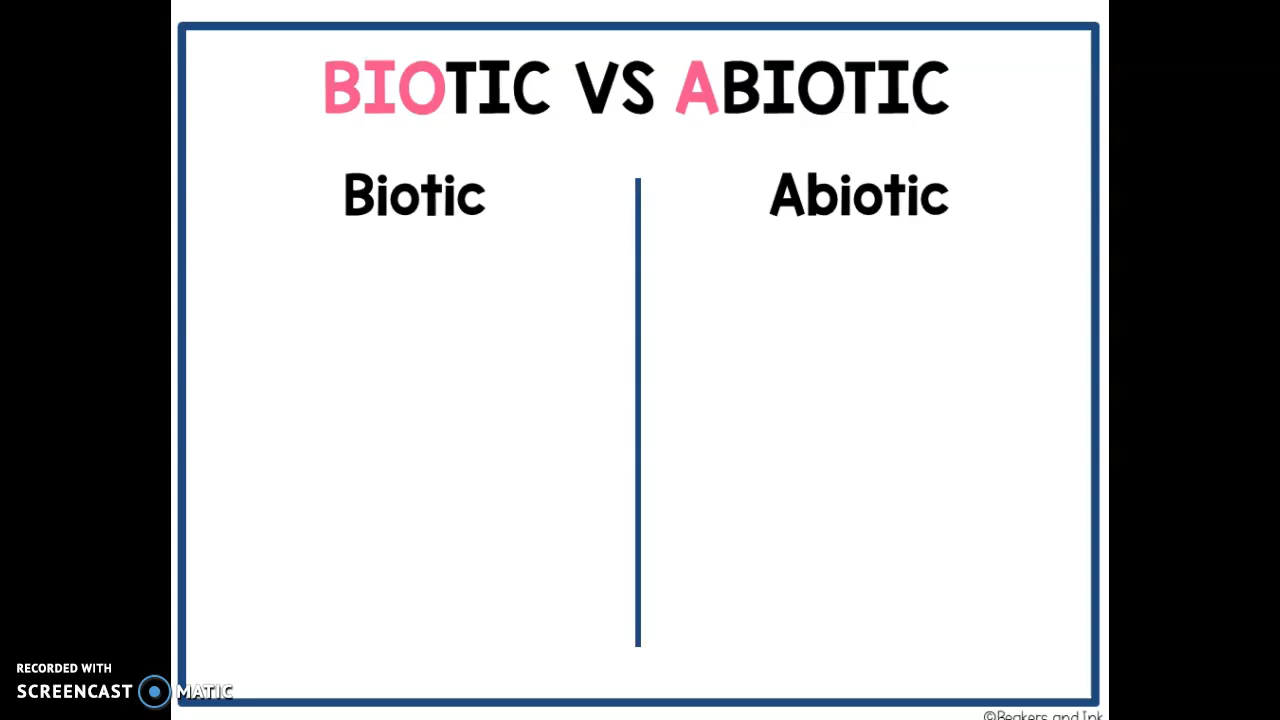 BIOTIC VS ABIOTIC
Biotic
Abiotic
RECORDED WITH
SCREENCAST MATIC
©Beakers and Ink